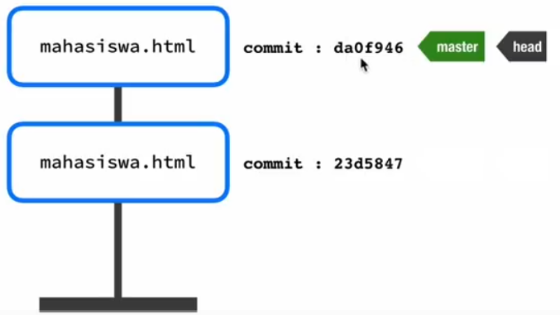 mahasiswa.html commit : da0f946 master head
mahasiswa.html commit : 23d5847